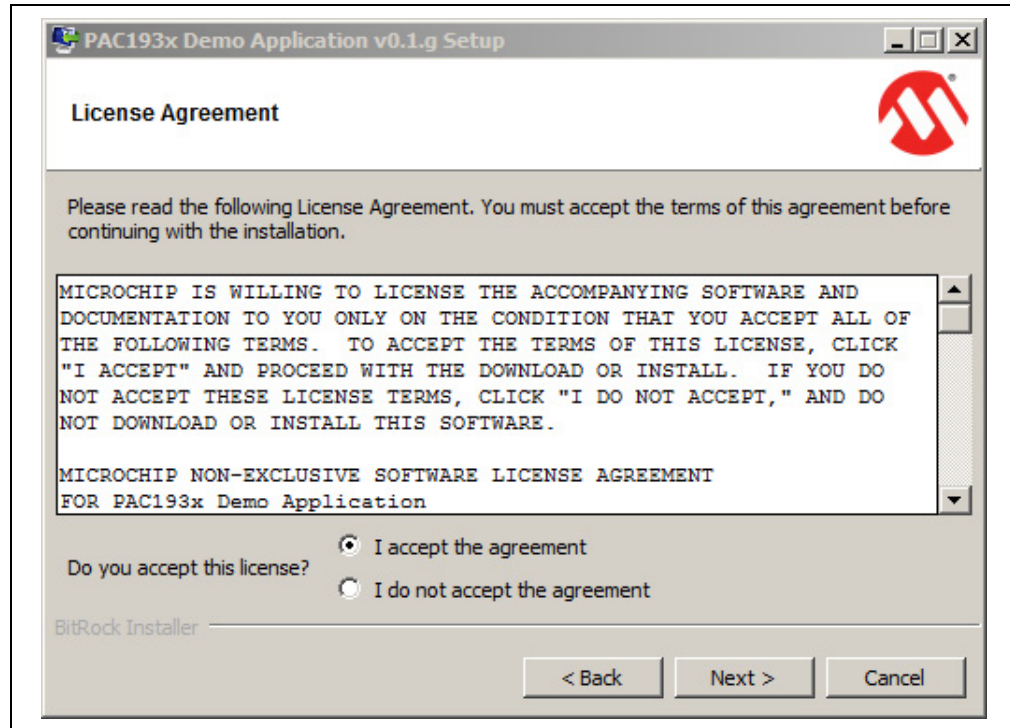 PAC193x Demo Application v0.1.g Setup
License Agreement
Please read the following License Agreement. You must accept the terms of this agreement before
continuing with the installation.
MICROCHIP IS WILLING TO LICENSE THE ACCOMPANYING SOFTWARE AND
DOCUMENTATION TO YOU ONLY ON THE CONDITION THAT YOU ACCEPT ALL OF
THE FOLLOWING TERMS.  TO ACCEPT THE TERMS OF THIS LICENSE, CLICK
"I ACCEPT" AND PROCEED WITH THE DOWNLOAD OR INSTALL.  IF YOU DO
NOT ACCEPT THESE LICENSE TERMS, CLICK "I DO NOT ACCEPT," AND DO
NOT DOWNLOAD OR INSTALL THIS SOFTWARE.
MICROCHIP NON-EXCLUSIVE SOFTWARE LICENSE AGREEMENT
FOR PAC193x Demo Application
Do you accept this license?
I accept the agreement
I do not accept the agreement
BitRock Installer
< Back Next > Cancel